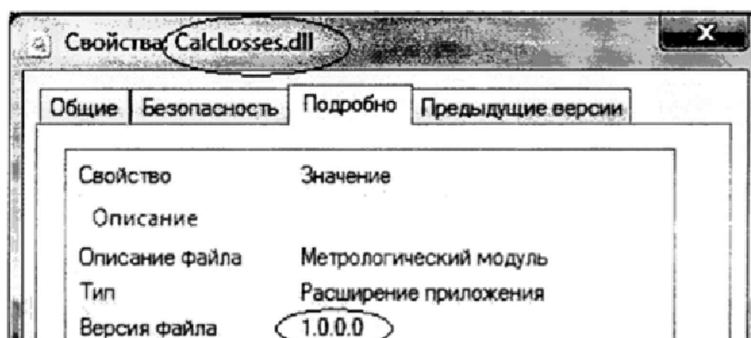 Свойства: CalcLosses.dll
Общие Безопасность Подробно Предыдущие версии
Свойство Значение
Описание
Описание файла Метрологический модуль
Тип Расширение приложения
Версия файла 1.0.0.0